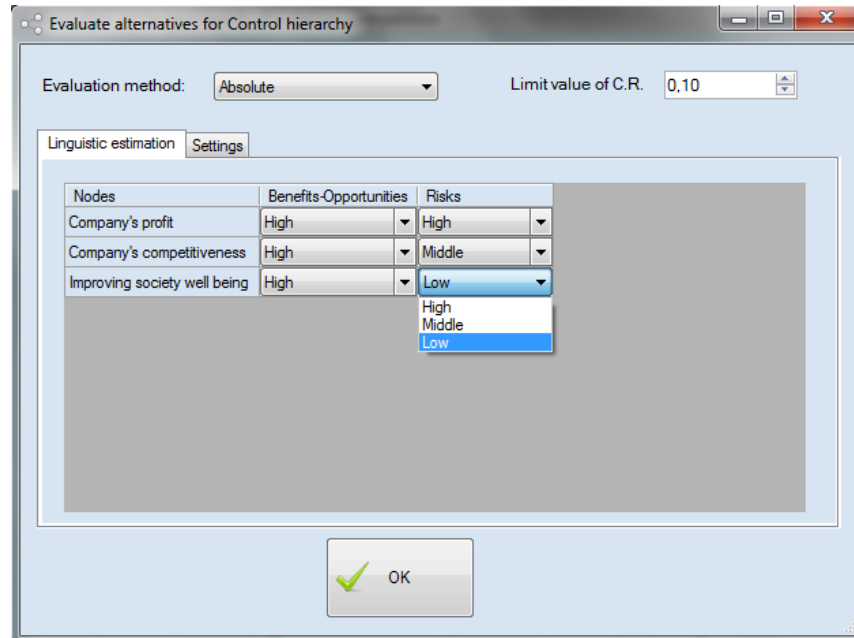 Evaluate alternatives for Control hierarchy
Evaluation method: Absolute Limit value of C.R. 0,10
Linguistic estimation Settings
Nodes Benefits-Opportunities Risks
Company's profit High High
Company's competitiveness High Middle
Improving society well being High Low
High
Middle
Low
OK